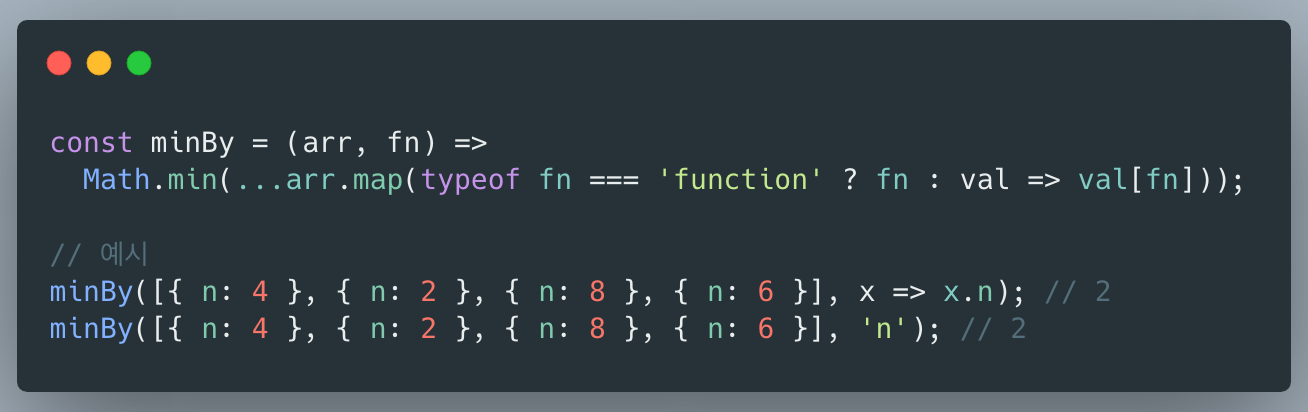 const minBy = (arr, fn) =>
  Math.min(...arr.map(typeof fn === 'function' ? fn : val => val[fn]));
// 예시
minBy([{ n: 4 }, { n: 2 }, { n: 8 }, { n: 6 }], x => x.n); // 2
minBy([{ n: 4 }, { n: 2 }, { n: 8 }, { n: 6 }], 'n'); // 2